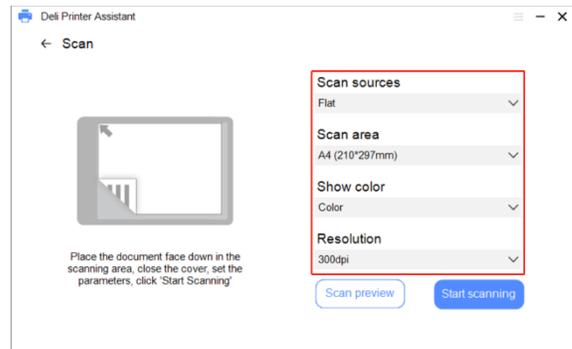 Deli Printer Assistant
Scan
Scan sources
Flat
Scan area
A4 (210*297mm)
Show color
Color
Resolution
300dpi
Place the document face down in the
scanning area, close the cover, set the
parameters, click 'Start Scanning'
Scan preview
Start scanning